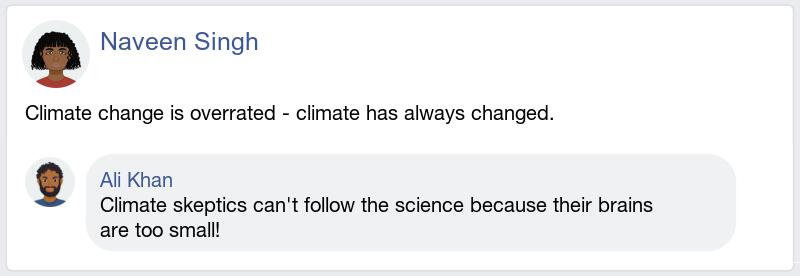 Naveen Singh
Climate change is overrated - climate has always changed.
Ali Khan
Climate skeptics can't follow the science because their brains
are too small!